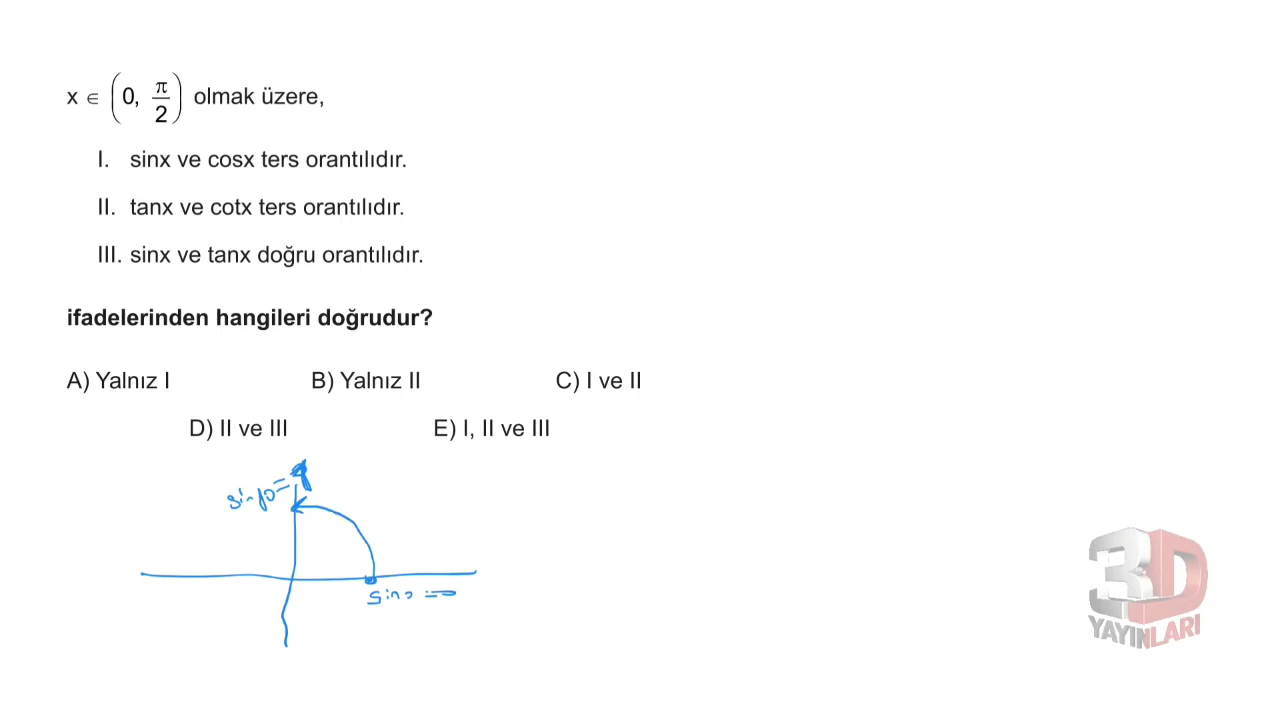 x ∈ (0, π/2) olmak üzere,
I. sinx ve cosx ters orantılıdır.
II. tanx ve cotx ters orantılıdır.
III. sinx ve tanx doğru orantılıdır.
ifadelerinden hangileri doğrudur?
A) Yalnız I B) Yalnız II C) I ve II
D) II ve III E) I, II ve III
3D
YAYINLARI